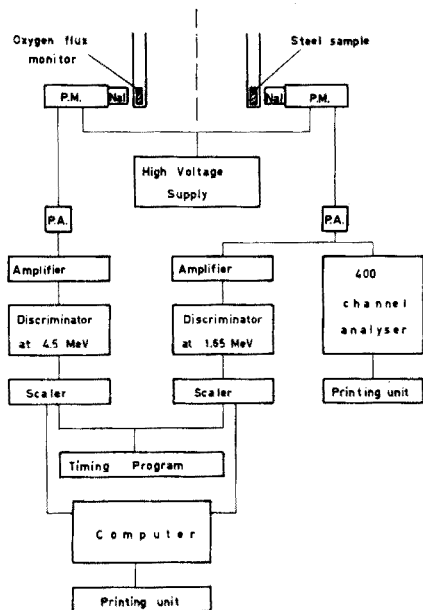 Oxygen flux
monitor
Steel sample
P.M.
NaI
NaI
P.M.
High Voltage
Supply
P.A.
P.A.
Amplifier
Amplifier
400
channel
analyser
Discriminator
at 4.5 MeV
Discriminator
at 1.65 MeV
Scaler
Scaler
Printing unit
Timing Program
Computer
Printing unit